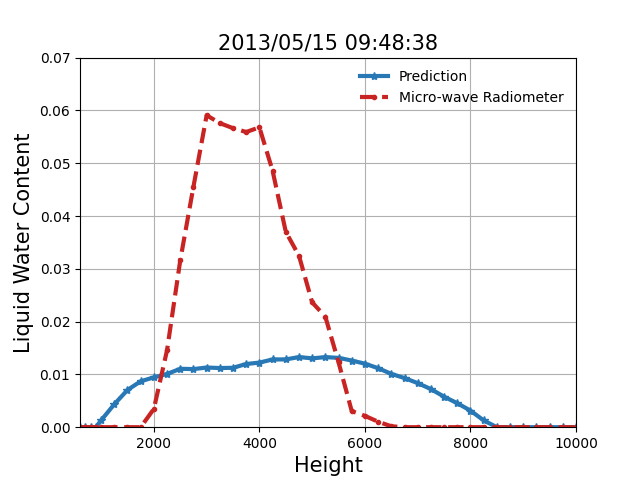 2013/05/15 09:48:38
0.07
0.06
0.05
0.04
0.03
0.02
0.01
0.00
Liquid Water Content
Prediction
Micro-wave Radiometer
2000 4000 6000 8000 10000
Height